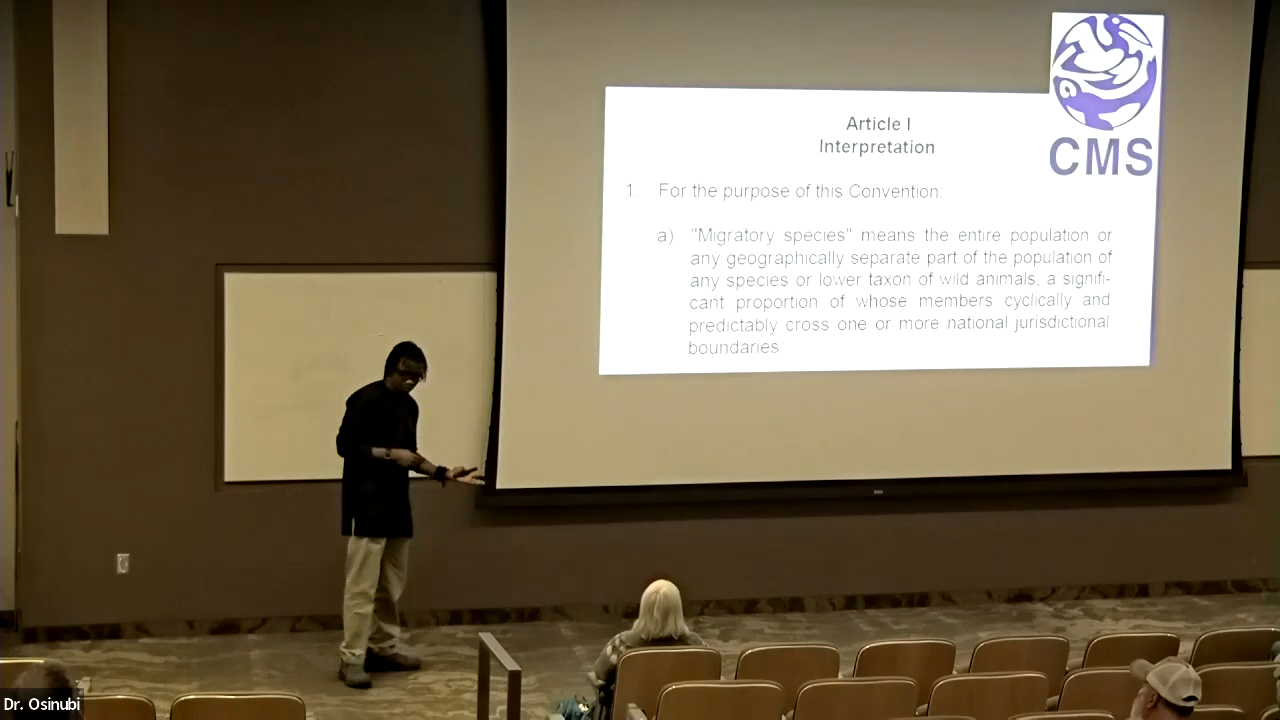 CMS
Article I
Interpretation
1. For the purpose of this Convention:
a) "Migratory species" means the entire population or
any geographically separate part of the population of
any species or lower taxon of wild animals, a signifi-
cant proportion of whose members cyclically and
predictably cross one or more national jurisdictional
boundaries
Dr. Osinubi